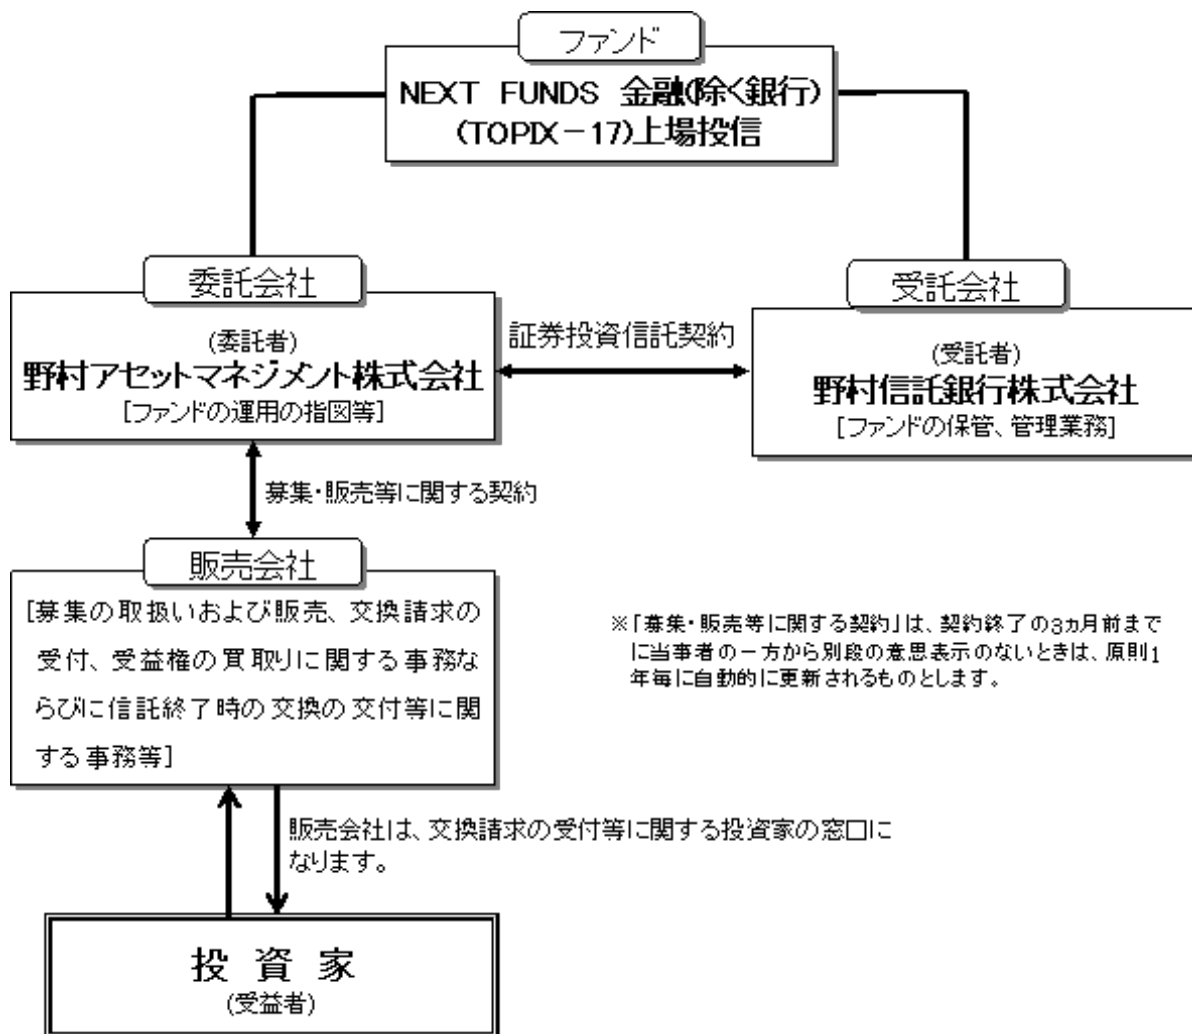 ファンド
NEXT FUNDS 金融(除く銀行)
(TOPIX－17)上場投信
委託会社
(委託者)
野村アセットマネジメント株式会社
[ファンドの運用の指図等]
証券投資信託契約
受託会社
(受託者)
野村信託銀行株式会社
[ファンドの保管、管理業務]
募集・販売等に関する契約
販売会社
[募集の取扱いおよび販売、交換請求の
受付、受益権の買取りに関する事務な
らびに信託終了時の交換の交付等に関
する事務等]
※「募集・販売等に関する契約」は、契約終了の3ヵ月前まで
に当事者の一方から別段の意思表示のないときは、原則1
年毎に自動的に更新されるものとします。
販売会社は、交換請求の受付等に関する投資家の窓口に
なります。
投資家
(受益者)